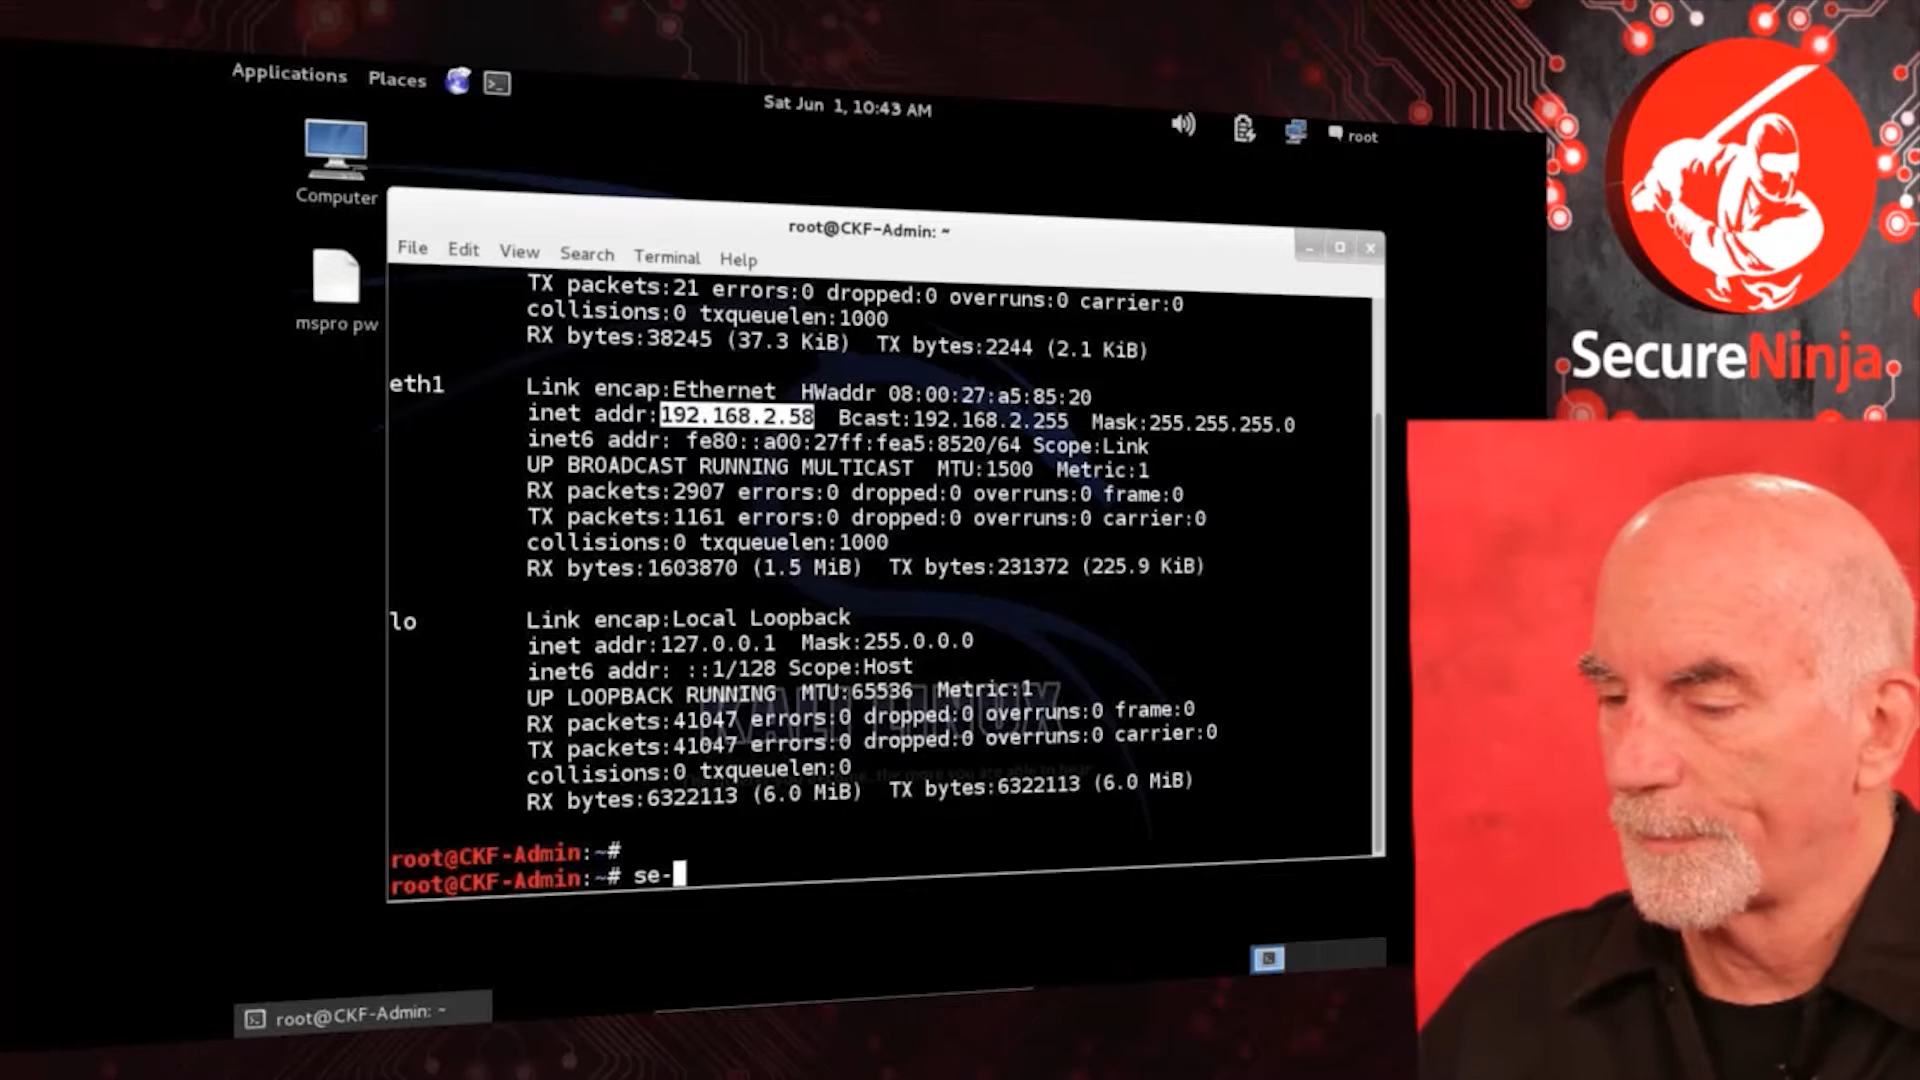 Applications Places
Sat Jun 1, 10:43 AM
root
Computer
mspro pw
root@CKF-Admin: ~
File Edit View Search Terminal Help
TX packets:21 errors:0 dropped:0 overruns:0 carrier:0
collisions:0 txqueuelen:1000
RX bytes:38245 (37.3 KiB) TX bytes:2244 (2.1 KiB)
eth1 Link encap:Ethernet HWaddr 08:00:27:a5:85:20
inet addr:192.168.2.58 Bcast:192.168.2.255 Mask:255.255.255.0
inet6 addr: fe80::a00:27ff:fea5:8520/64 Scope:Link
UP BROADCAST RUNNING MULTICAST MTU:1500 Metric:1
RX packets:2907 errors:0 dropped:0 overruns:0 frame:0
TX packets:1161 errors:0 dropped:0 overruns:0 carrier:0
collisions:0 txqueuelen:1000
RX bytes:1603870 (1.5 MiB) TX bytes:231372 (225.9 KiB)
lo Link encap:Local Loopback
inet addr:127.0.0.1 Mask:255.0.0.0
inet6 addr: ::1/128 Scope:Host
UP LOOPBACK RUNNING MTU:65536 Metric:1
RX packets:41047 errors:0 dropped:0 overruns:0 frame:0
TX packets:41047 errors:0 dropped:0 overruns:0 carrier:0
collisions:0 txqueuelen:0
RX bytes:6322113 (6.0 MiB) TX bytes:6322113 (6.0 MiB)
root@CKF-Admin:~#
root@CKF-Admin:~# se-
KALI LINUX
root@CKF-Admin: ~
SecureNinja